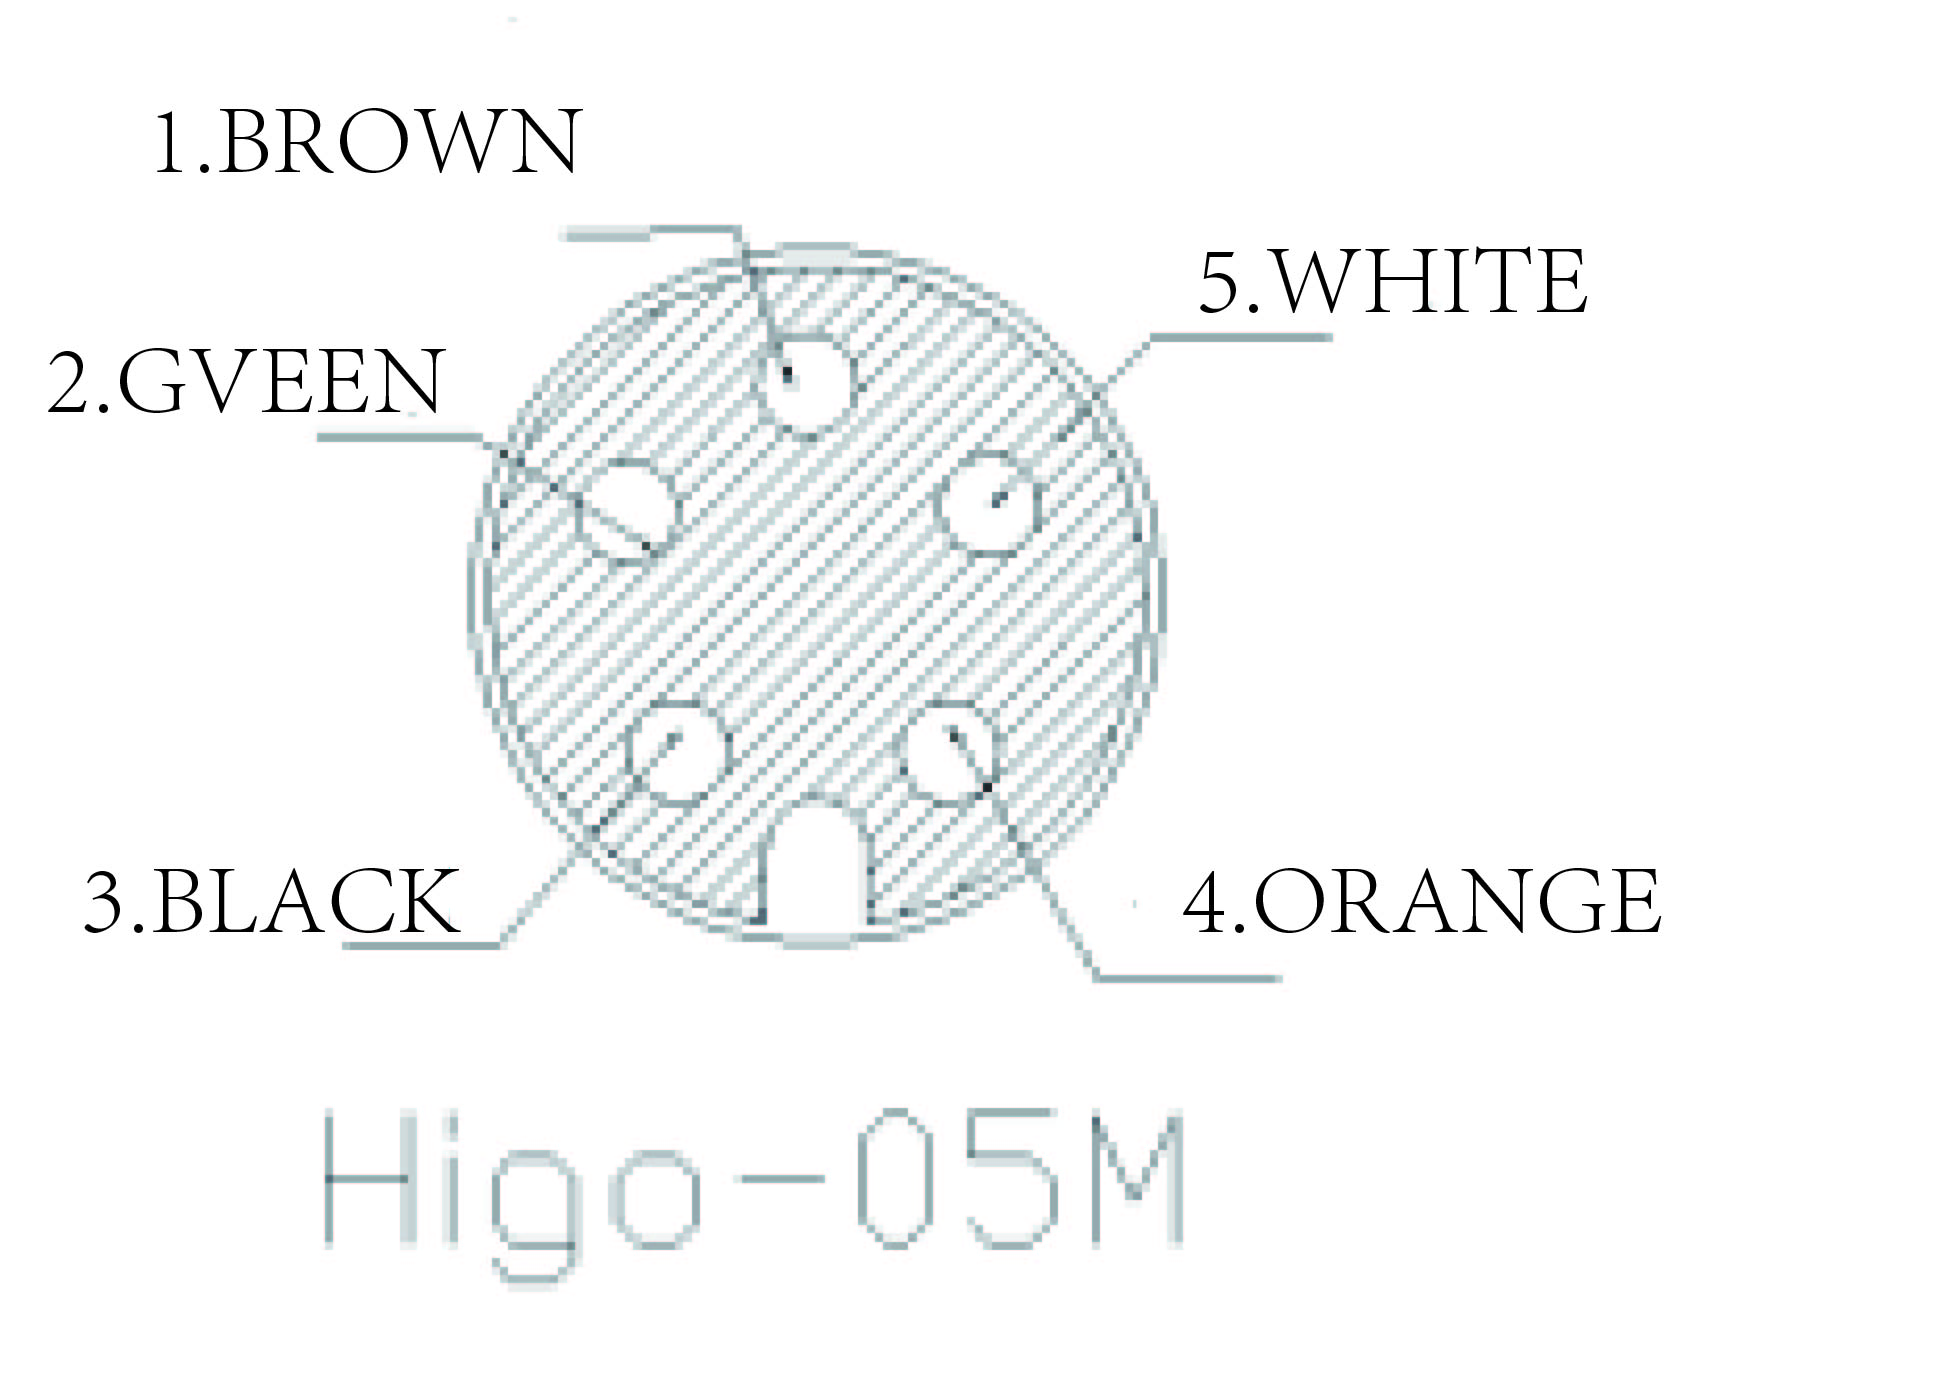 1.BROWN
5.WHITE
2.GVEEN
3.BLACK
4.ORANGE
Higo-05M